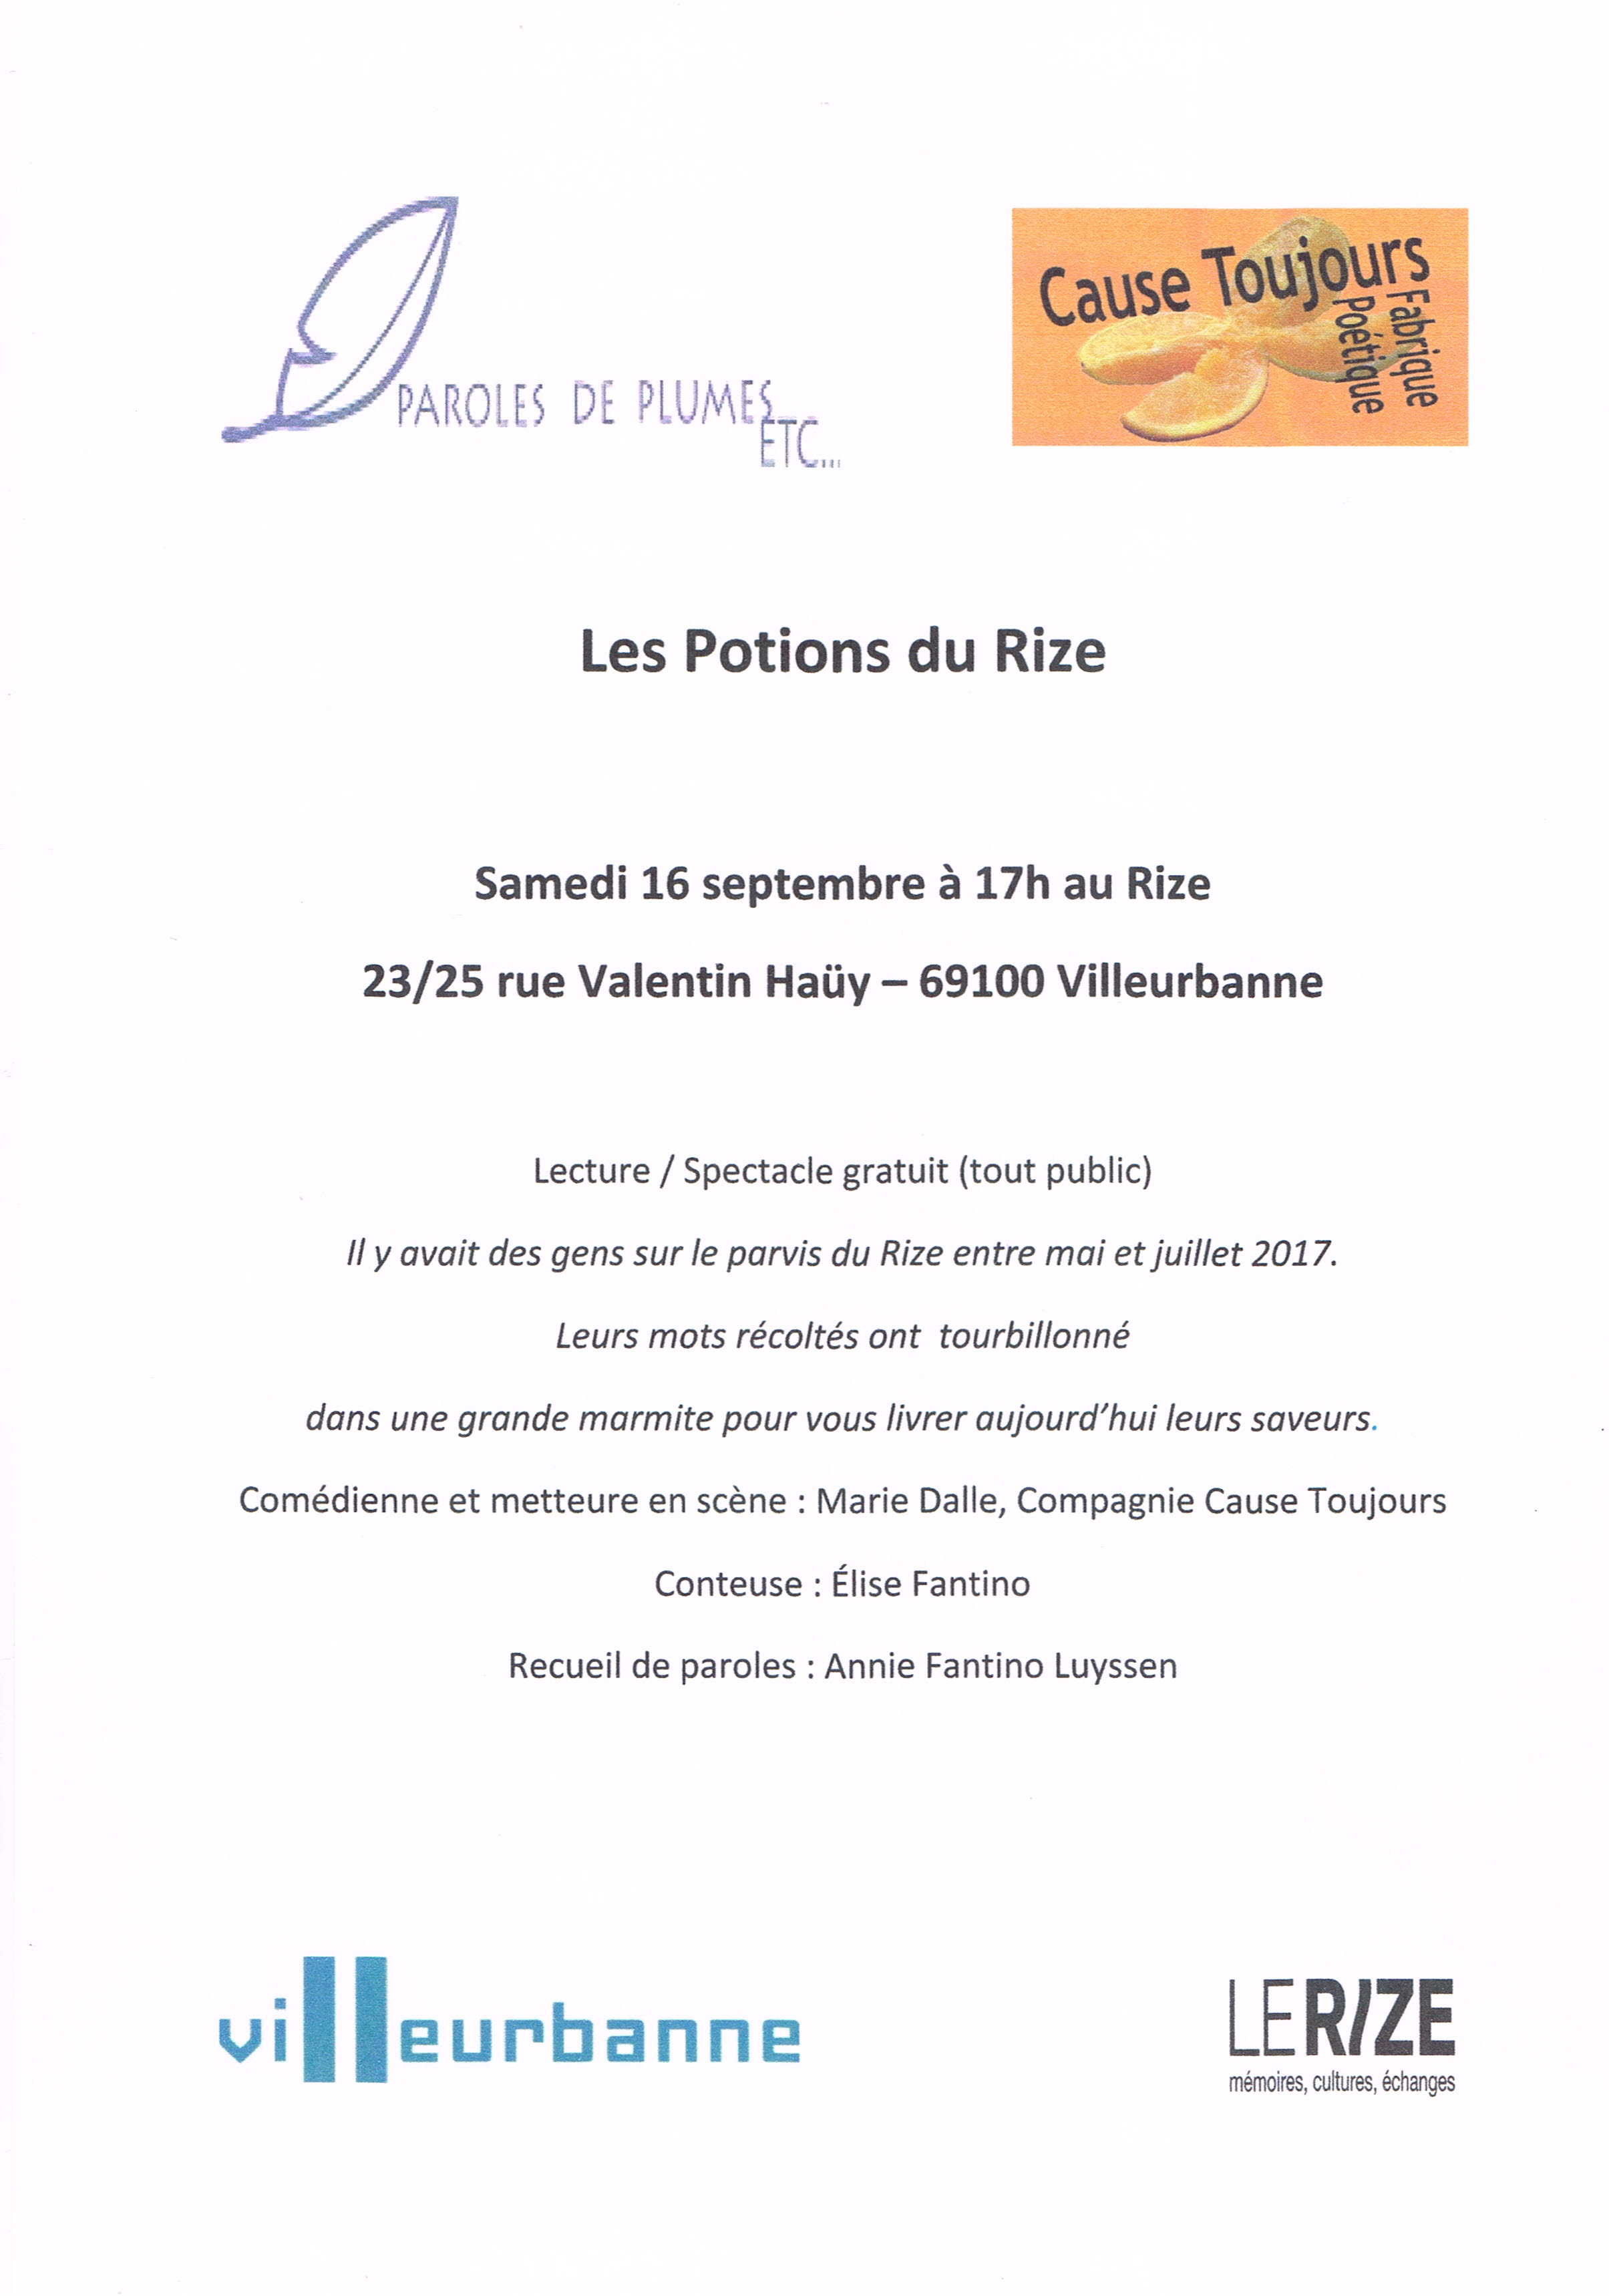 PAROLES DE PLUMES
ETC...
Cause Toujours
Fabrique
Poétique
Les Potions du Rize
Samedi 16 septembre à 17h au Rize
23/25 rue Valentin Haüy – 69100 Villeurbanne
Lecture / Spectacle gratuit (tout public)
Il y avait des gens sur le parvis du Rize entre mai et juillet 2017.
Leurs mots récoltés ont  tourbillonné
dans une grande marmite pour vous livrer aujourd’hui leurs saveurs.
Comédienne et metteure en scène : Marie Dalle, Compagnie Cause Toujours
Conteuse : Élise Fantino
Recueil de paroles : Annie Fantino Luyssen
villeurbanne
LE RIZE
mémoires, cultures, échanges